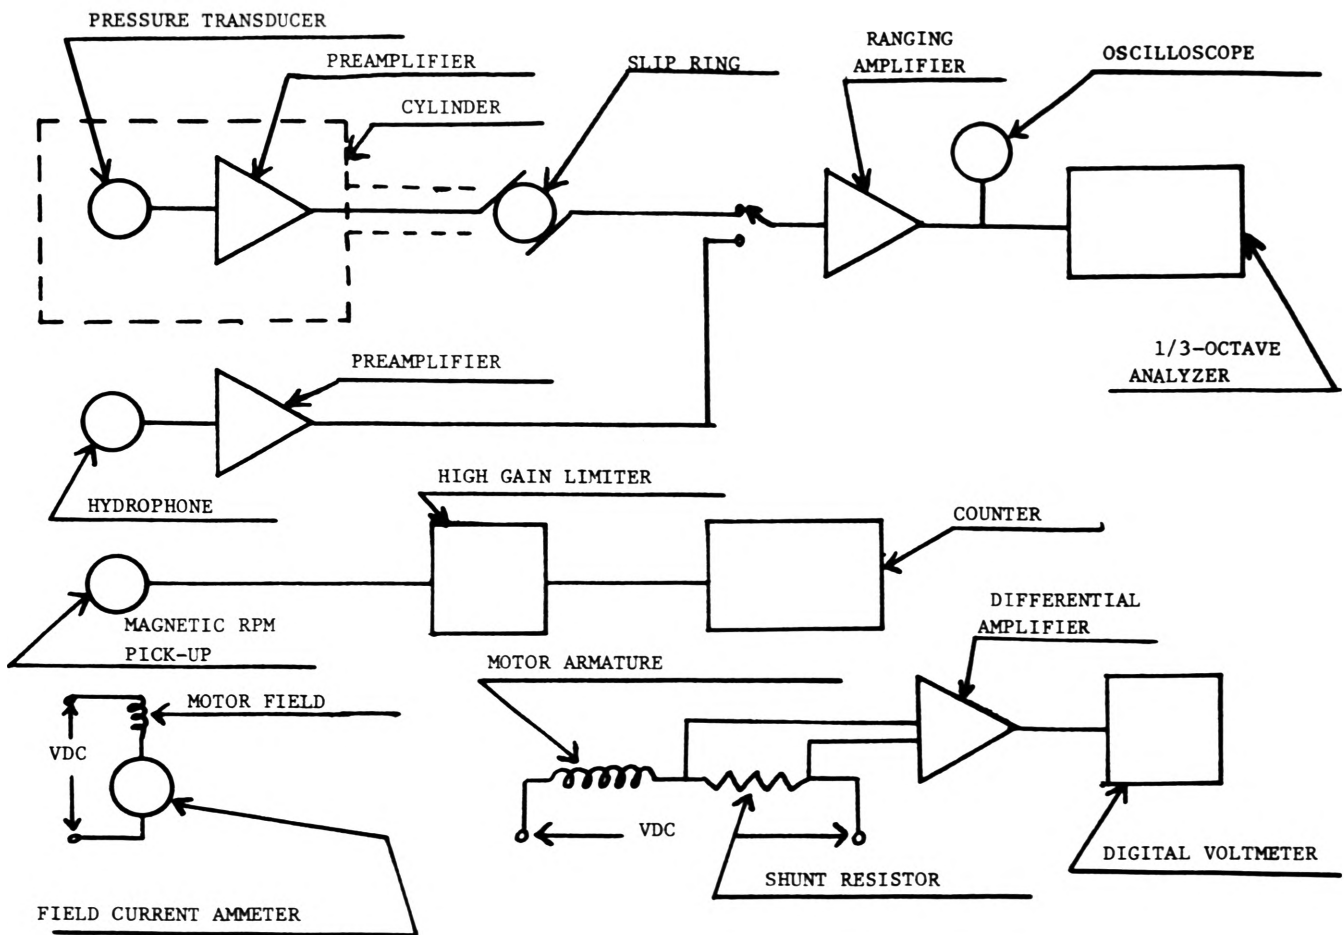 PRESSURE TRANSDUCER
PREAMPLIFIER
CYLINDER
SLIP RING
RANGING
AMPLIFIER
OSCILLOSCOPE
1/3-OCTAVE
ANALYZER
PREAMPLIFIER
HYDROPHONE
HIGH GAIN LIMITER
COUNTER
MAGNETIC RPM
PICK-UP
DIFFERENTIAL
AMPLIFIER
MOTOR ARMATURE
MOTOR FIELD
VDC
VDC
SHUNT RESISTOR
DIGITAL VOLTMETER
FIELD CURRENT AMMETER